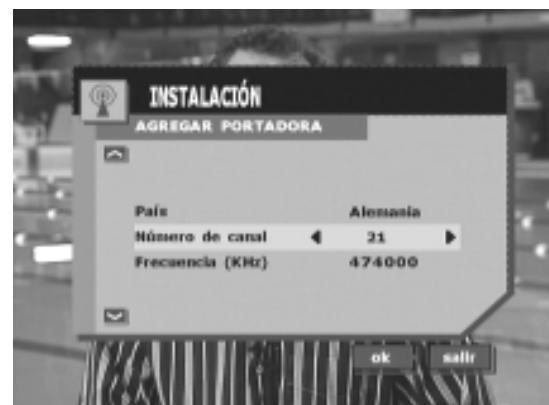 INSTALACIÓN
AGREGAR PORTADORA
País Alemania
Número de canal 21
Frecuencia (KHz) 474000
ok salir